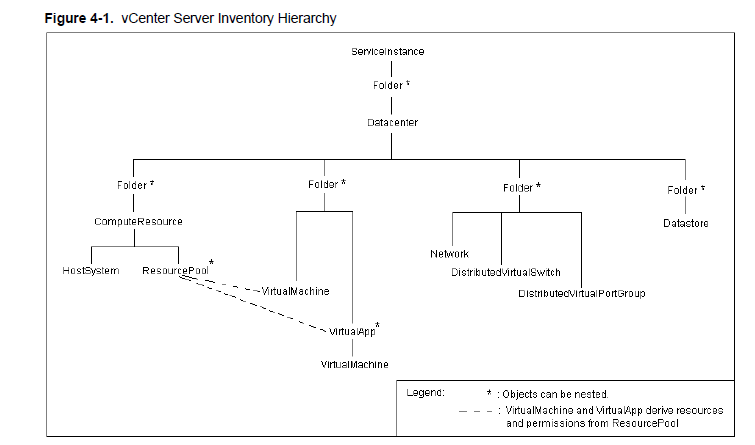 Figure 4-1. vCenter Server Inventory Hierarchy
ServiceInstance
Folder *
Datacenter
Folder *
Folder *
Folder *
Folder *
ComputeResource
Datastore
HostSystem
ResourcePool *
Network
DistributedVirtualSwitch
VirtualMachine
DistributedVirtualPortGroup
VirtualApp *
VirtualMachine
Legend:
* : Objects can be nested.
– – – : VirtualMachine and VirtualApp derive resources
and permissions from ResourcePool